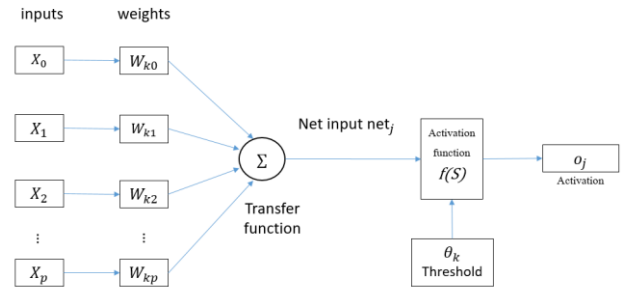 inputs weights
X₀ Wₖ₀
X₁ Wₖ₁
X₂ Wₖ₂
⋮ ⋮
Xₚ Wₖₚ
Σ
Transfer
function
Net input netⱼ
Activation
function
f(S)
θₖ
Threshold
oⱼ
Activation